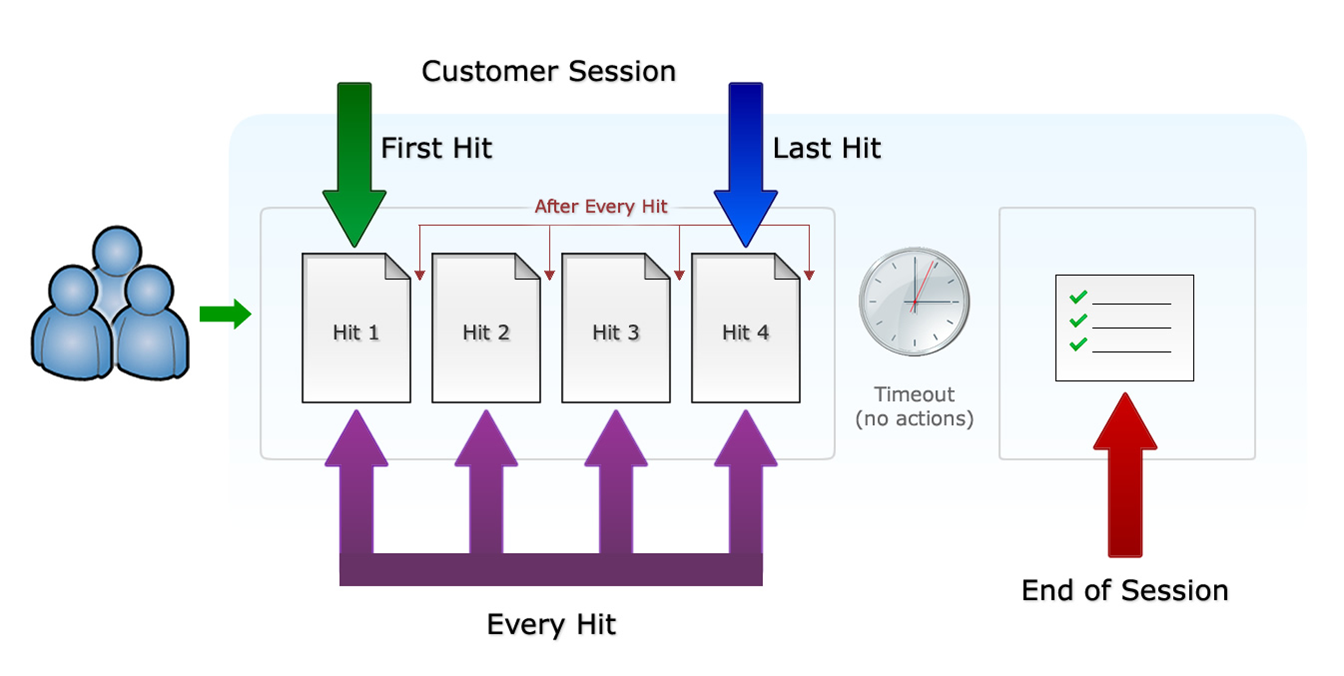 Customer Session
First Hit
Last Hit
After Every Hit
Hit 1
Hit 2
Hit 3
Hit 4
Timeout
(no actions)
End of Session
Every Hit